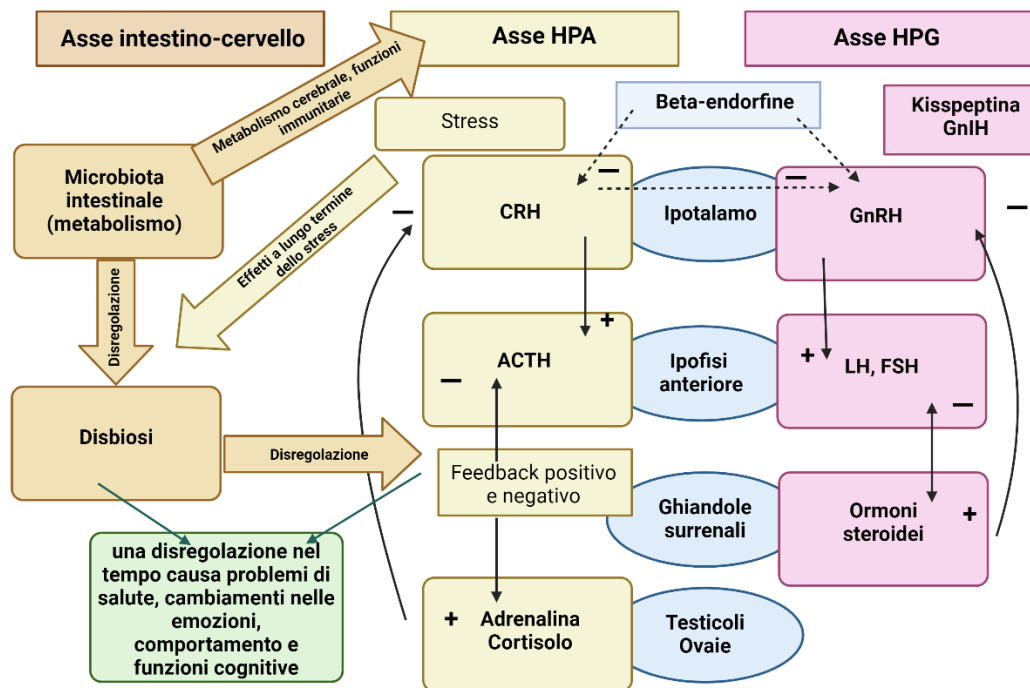 Asse intestino-cervello
Asse HPA
Asse HPG
Metabolismo cerebrale, funzioni
immunitarie
Stress
Beta-endorfine
Kisspeptina
GnIH
Microbiota
intestinale
(metabolismo)
Effetti a lungo termine
dello stress
−
−
−
−
CRH
Ipotalamo
GnRH
Disregolazione
+
ACTH
−
Ipofisi
anteriore
+
LH, FSH
−
Disbiosi
Disregolazione
Feedback positivo
e negativo
Ghiandole
surrenali
Ormoni
steroidei
+
una disregolazione nel
tempo causa problemi di
salute, cambiamenti nelle
emozioni,
comportamento e
funzioni cognitive
+
Adrenalina
Cortisolo
Testicoli
Ovaie